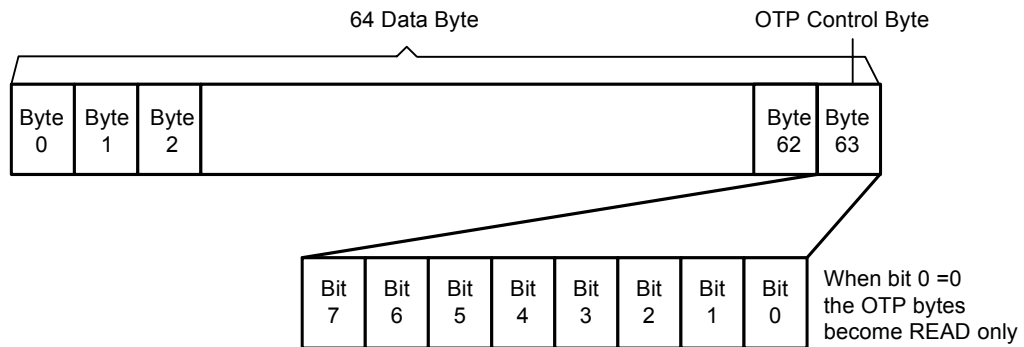 64 Data Byte
OTP Control Byte
Byte
0
Byte
1
Byte
2
Byte
62
Byte
63
Bit
7
Bit
6
Bit
5
Bit
4
Bit
3
Bit
2
Bit
1
Bit
0
When bit 0 =0
the OTP bytes
become READ only